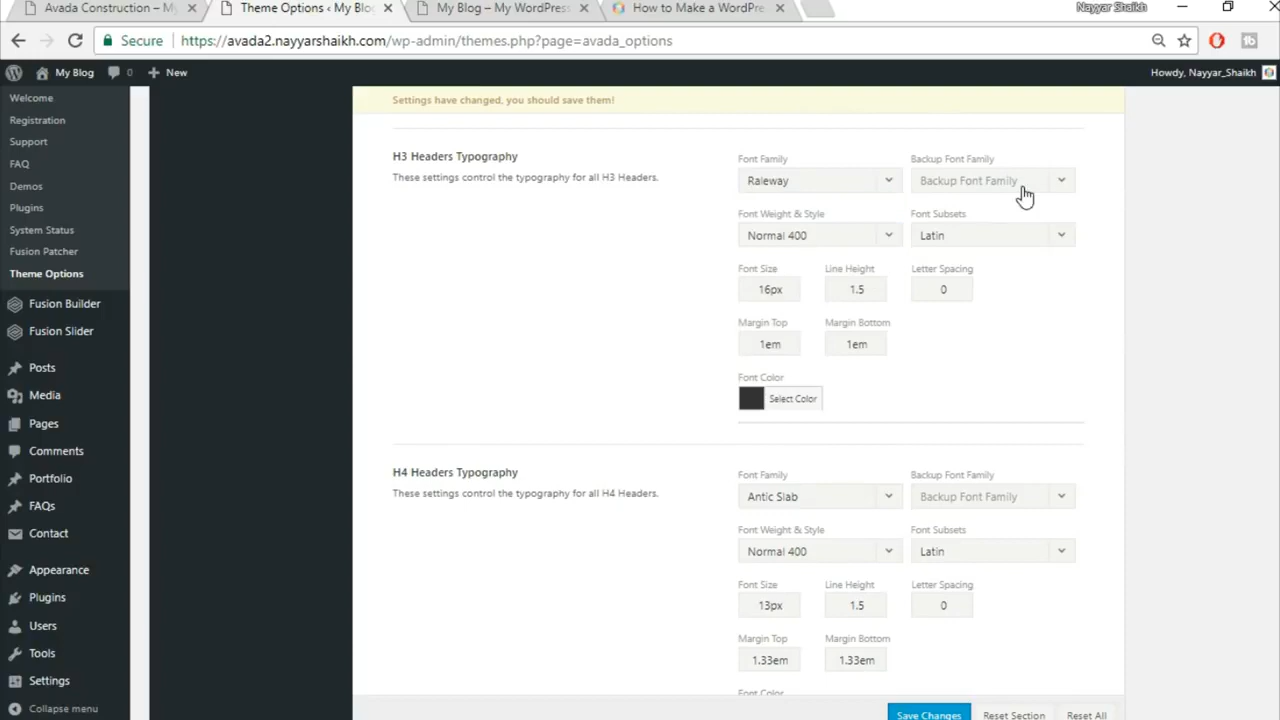 Avada Construction – My
Theme Options ‹ My Blo
My Blog – My WordPress
How to Make a WordPre
Nayyar Shaikh
Secure
https://avada2.nayyarshaikh.com/wp-admin/themes.php?page=avada_options
My Blog
0
New
Howdy, Nayyar_Shaikh
Welcome
Registration
Support
FAQ
Demos
Plugins
System Status
Fusion Patcher
Theme Options
Fusion Builder
Fusion Slider
Posts
Media
Pages
Comments
Portfolio
FAQs
Contact
Appearance
Plugins
Users
Tools
Settings
Collapse menu
Settings have changed, you should save them!
H3 Headers Typography
These settings control the typography for all H3 Headers.
Font Family
Backup Font Family
Raleway
Backup Font Family
Font Weight & Style
Font Subsets
Normal 400
Latin
Font Size
Line Height
Letter Spacing
16px
1.5
0
Margin Top
Margin Bottom
1em
1em
Font Color
Select Color
H4 Headers Typography
These settings control the typography for all H4 Headers.
Font Family
Backup Font Family
Antic Slab
Backup Font Family
Font Weight & Style
Font Subsets
Normal 400
Latin
Font Size
Line Height
Letter Spacing
13px
1.5
0
Margin Top
Margin Bottom
1.33em
1.33em
Font Color
Save Changes
Reset Section
Reset All